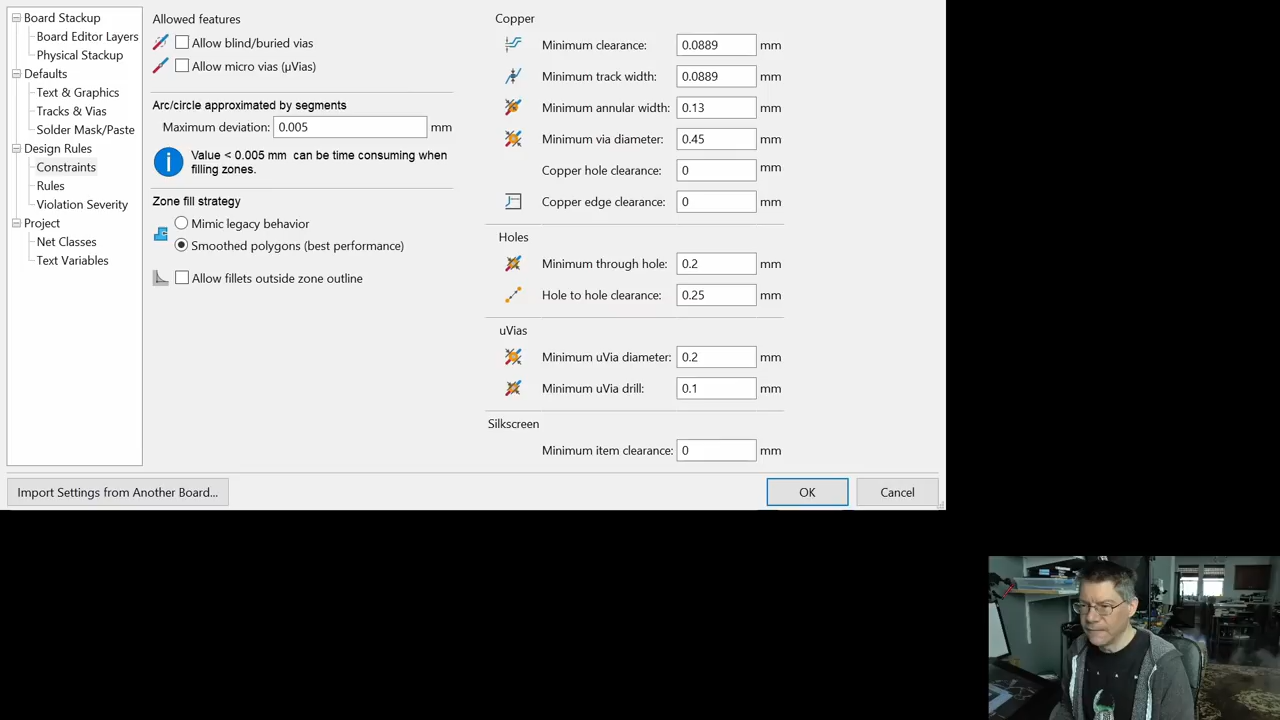 Board Stackup
Board Editor Layers
Physical Stackup
Defaults
Text & Graphics
Tracks & Vias
Solder Mask/Paste
Design Rules
Constraints
Rules
Violation Severity
Project
Net Classes
Text Variables
Allowed features
Allow blind/buried vias
Allow micro vias (µVias)
Arc/circle approximated by segments
Maximum deviation: 0.005 mm
Value < 0.005 mm can be time consuming when
filling zones.
Zone fill strategy
Mimic legacy behavior
Smoothed polygons (best performance)
Allow fillets outside zone outline
Copper
Minimum clearance: 0.0889 mm
Minimum track width: 0.0889 mm
Minimum annular width: 0.13 mm
Minimum via diameter: 0.45 mm
Copper hole clearance: 0 mm
Copper edge clearance: 0 mm
Holes
Minimum through hole: 0.2 mm
Hole to hole clearance: 0.25 mm
uVias
Minimum uVia diameter: 0.2 mm
Minimum uVia drill: 0.1 mm
Silkscreen
Minimum item clearance: 0 mm
Import Settings from Another Board...
OK
Cancel